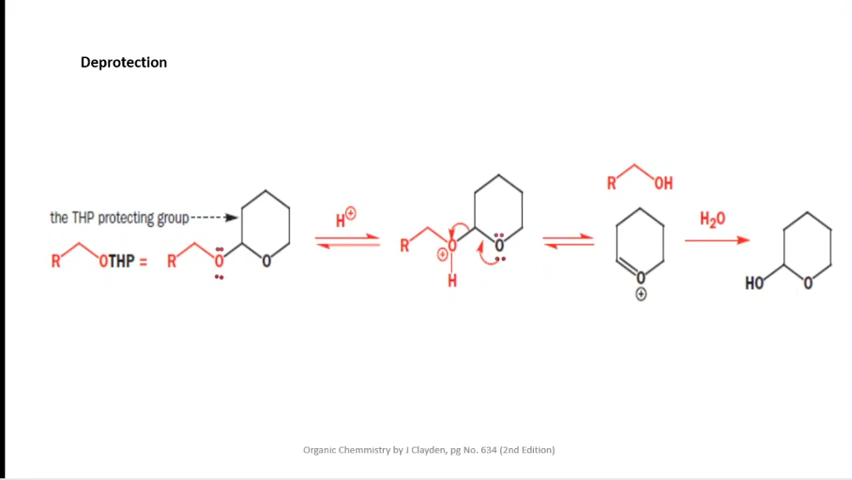 Deprotection
the THP protecting group
R OTHP = R O O
H⊕
R O ⊕ H O
R OH
O ⊕
H₂O
HO O
Organic Chemmistry by J Clayden, pg No. 634 (2nd Edition)